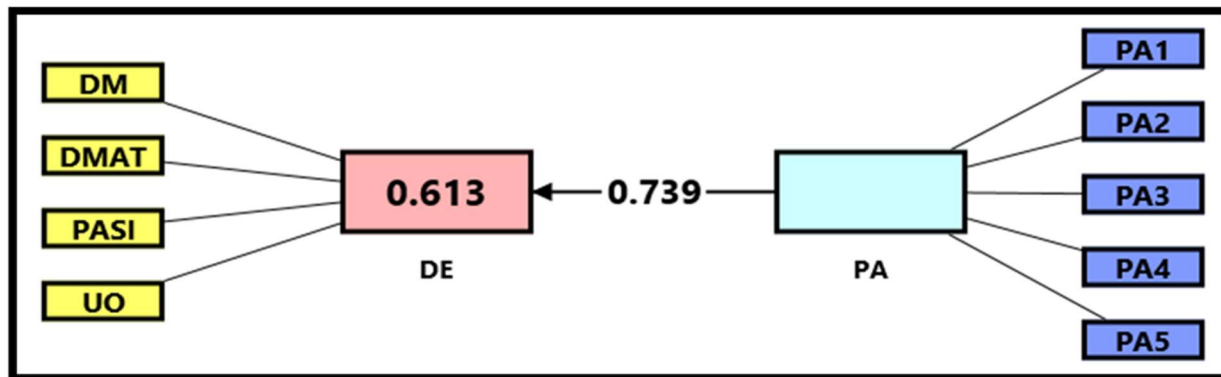 DM
DMAT
PASI
UO
0.613
DE
0.739
PA
PA1
PA2
PA3
PA4
PA5